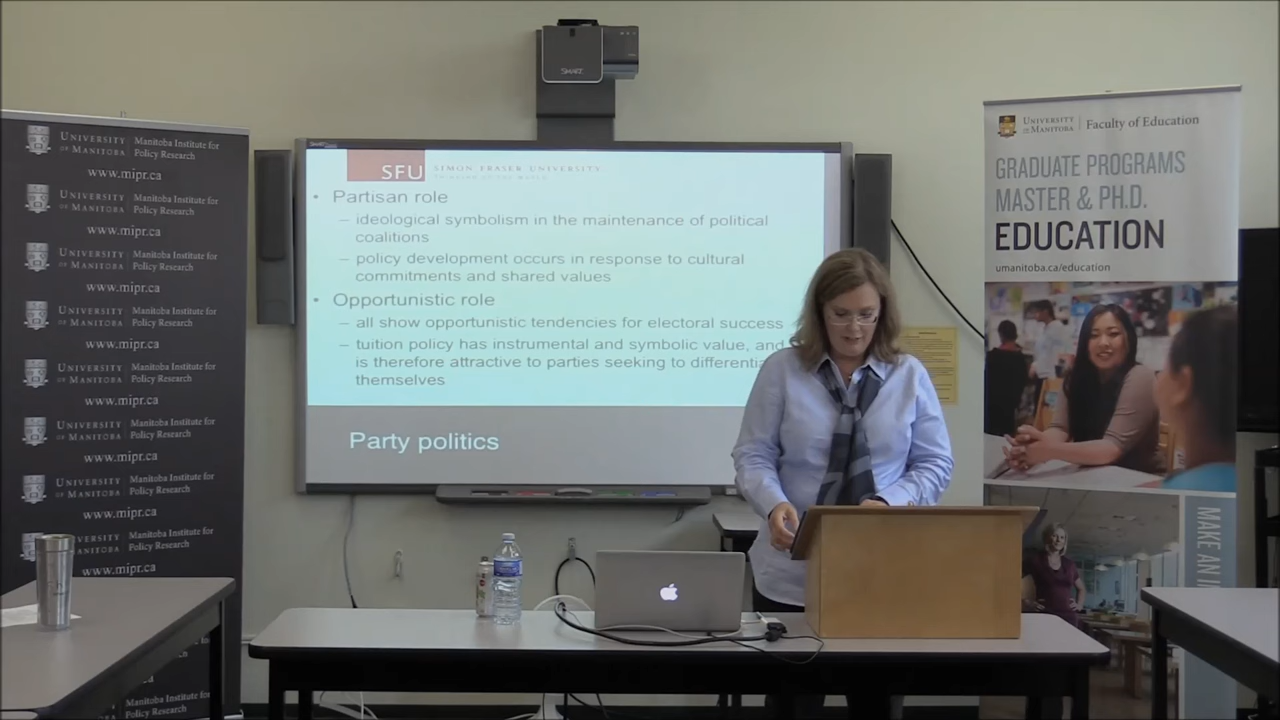 UNIVERSITY OF MANITOBA | Manitoba Institute for Policy Research
www.mipr.ca
UNIVERSITY OF MANITOBA | Manitoba Institute for Policy Research
www.mipr.ca
UNIVERSITY OF MANITOBA | Manitoba Institute for Policy Research
www.mipr.ca
UNIVERSITY OF MANITOBA | Manitoba Institute for Policy Research
www.mipr.ca
UNIVERSITY OF MANITOBA | Manitoba Institute for Policy Research
www.mipr.ca
UNIVERSITY OF MANITOBA | Manitoba Institute for Policy Research
www.mipr.ca
UNIVERSITY OF MANITOBA | Manitoba Institute for Policy Research
www.mipr.ca
UNIVERSITY OF MANITOBA | Manitoba Institute for Policy Research
www.mipr.ca
Manitoba Institute for
Policy Research
SMART
SFU SIMON FRASER UNIVERSITY
• Partisan role
– ideological symbolism in the maintenance of political
coalitions
– policy development occurs in response to cultural
commitments and shared values
• Opportunistic role
– all show opportunistic tendencies for electoral success
– tuition policy has instrumental and symbolic value, and
is therefore attractive to parties seeking to
themselves
Party politics
UNIVERSITY OF MANITOBA | Faculty of Education
GRADUATE PROGRAMS
MASTER & PH.D.
EDUCATION
umanitoba.ca/education
MAKE AN